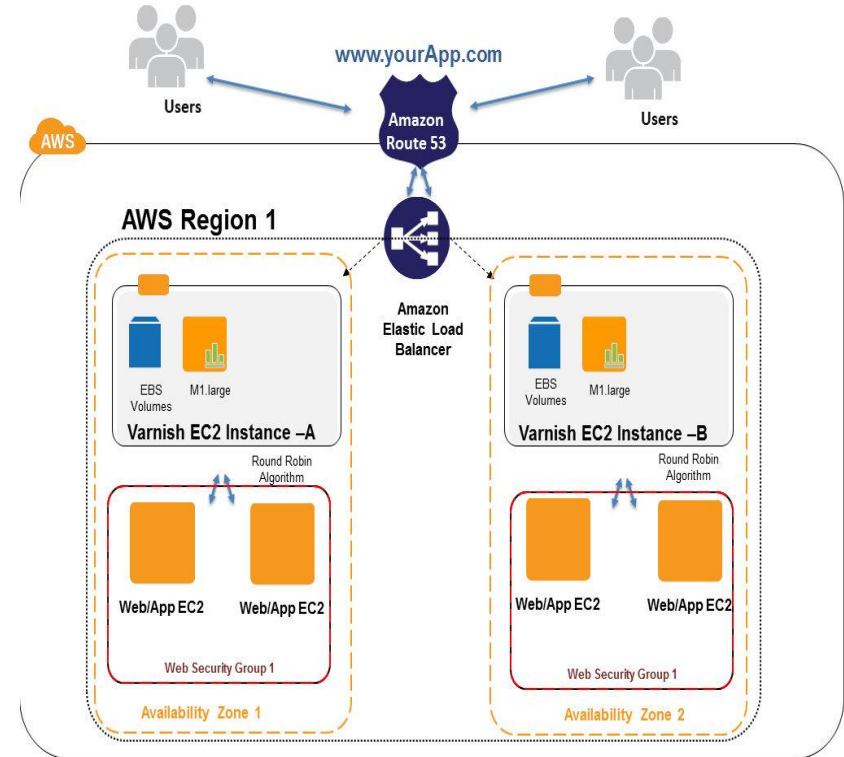 www.yourApp.com
Users
Users
Amazon
Route 53
AWS
AWS Region 1
Amazon
Elastic Load
Balancer
EBS
Volumes
M1.large
Varnish EC2 Instance –A
Round Robin
Algorithm
Web/App EC2
Web/App EC2
Web Security Group 1
Availability Zone 1
EBS
Volumes
M1.large
Varnish EC2 Instance –B
Round Robin
Algorithm
Web/App EC2
Web/App EC2
Web Security Group 1
Availability Zone 2